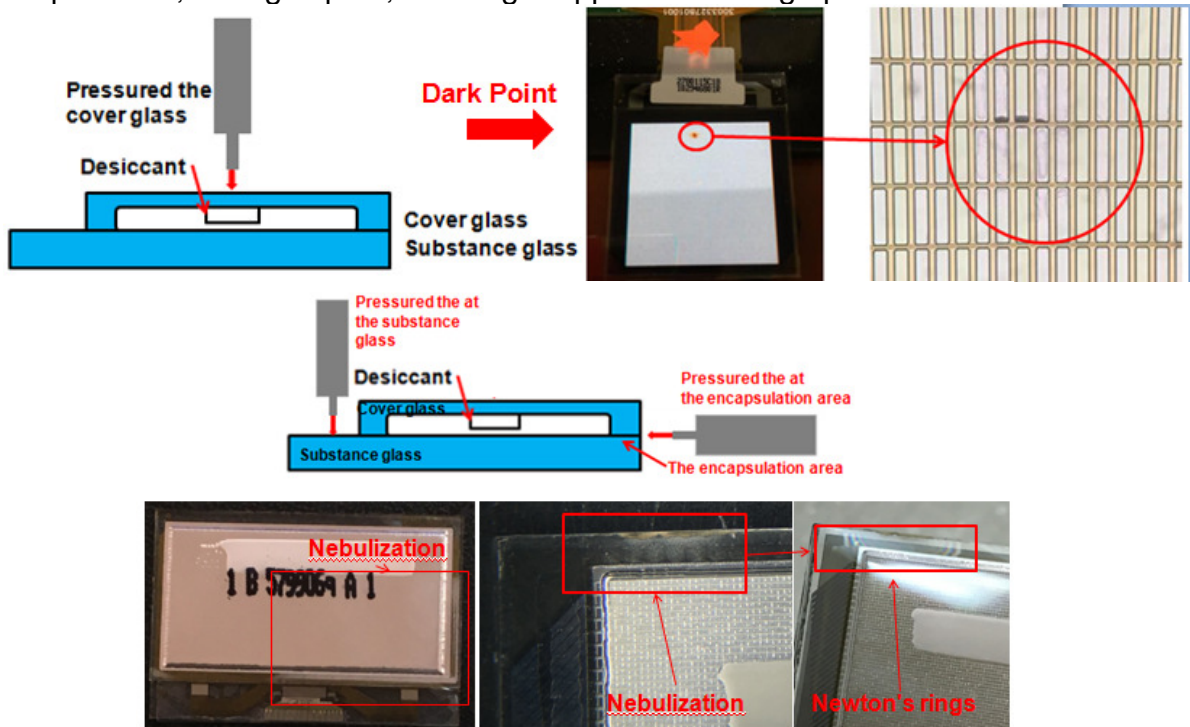 Pressured the
cover glass
Desiccant
Cover glass
Substance glass
Dark Point
Pressured the at
the substance
glass
Desiccant
Cover glass
Substance glass
Pressured the at
the encapsulation area
The encapsulation area
Nebulization
1 B 579906q A 1
Nebulization
Newton's rings